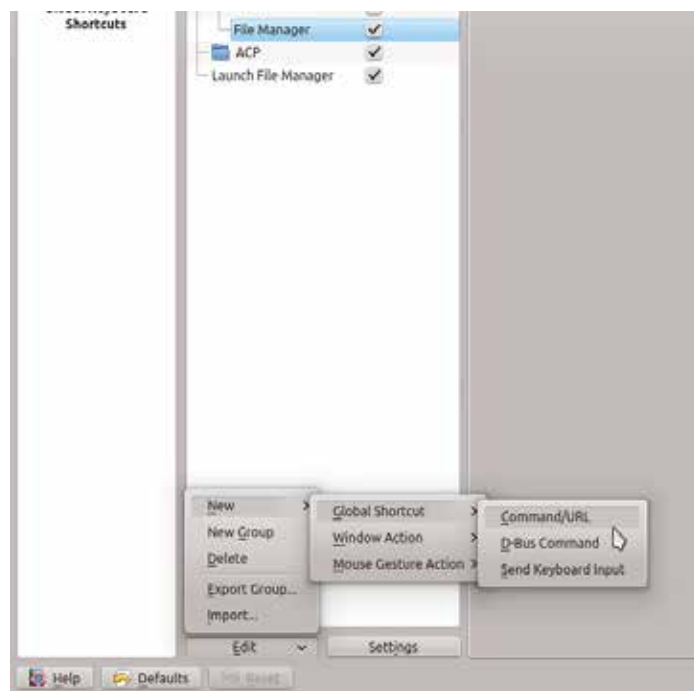 Shortcuts
File Manager
ACP
Launch File Manager
New
New Group
Delete
Export Group...
Import...
Global Shortcut
Window Action
Mouse Gesture Action
Command/URL
D-Bus Command
Send Keyboard Input
Edit
Settings
Help
Defaults
Reset